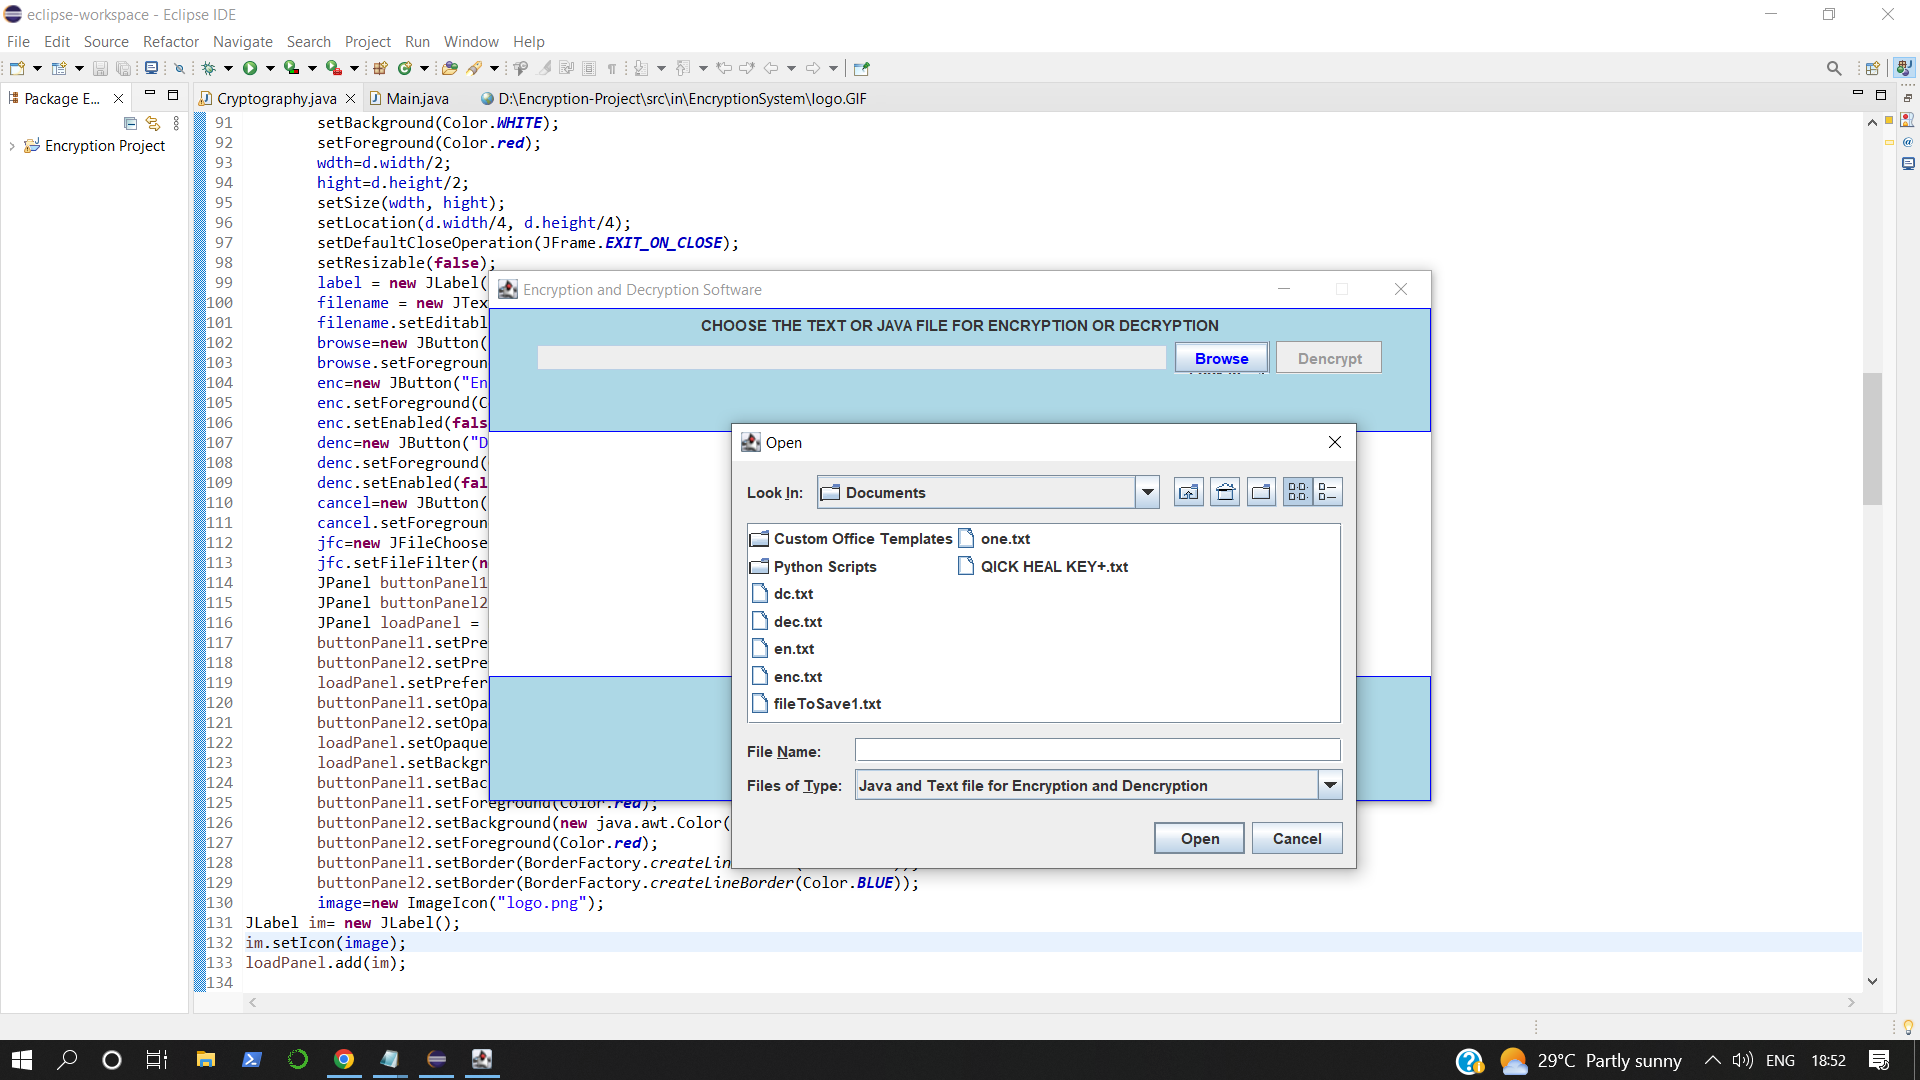 eclipse-workspace - Eclipse IDE
File Edit Source Refactor Navigate Search Project Run Window Help
Package E...
Cryptography.java
Main.java
D:\Encryption-Project\src\in\EncryptionSystem\logo.GIF
Encryption Project
91 setBackground(Color.WHITE);
92 setForeground(Color.red);
93 wdth=d.width/2;
94 hight=d.height/2;
95 setSize(wdth, hight);
96 setLocation(d.width/4, d.height/4);
97 setDefaultCloseOperation(JFrame.EXIT_ON_CLOSE);
98 setResizable(false);
99 label = new JLabel(
100 filename = new JTex
101 filename.setEditabl
102 browse=new JButton(
103 browse.setForegroun
104 enc=new JButton("En
105 enc.setForeground(C
106 enc.setEnabled(fals
107 denc=new JButton("D
108 denc.setForeground(
109 denc.setEnabled(fal
110 cancel=new JButton(
111 cancel.setForegroun
112 jfc=new JFileChoose
113 jfc.setFileFilter(n
114 JPanel buttonPanel1
115 JPanel buttonPanel2
116 JPanel loadPanel =
117 buttonPanel1.setPre
118 buttonPanel2.setPre
119 loadPanel.setPrefer
120 buttonPanel1.setOpa
121 buttonPanel2.setOpa
122 loadPanel.setOpaque
123 loadPanel.setBackgr
124 buttonPanel1.setBac
125 buttonPanel1.setForeground(Color.red);
126 buttonPanel2.setBackground(new java.awt.Color(
127 buttonPanel2.setForeground(Color.red);
128 buttonPanel1.setBorder(BorderFactory.createLin
129 buttonPanel2.setBorder(BorderFactory.createLineBorder(Color.BLUE));
130 image=new ImageIcon("logo.png");
131 JLabel im= new JLabel();
132 im.setIcon(image);
133 loadPanel.add(im);
134
Encryption and Decryption Software
CHOOSE THE TEXT OR JAVA FILE FOR ENCRYPTION OR DECRYPTION
Browse Dencrypt
Open
Look In: Documents
Custom Office Templates
Python Scripts
dc.txt
dec.txt
en.txt
enc.txt
fileToSave1.txt
one.txt
QICK HEAL KEY+.txt
File Name:
Files of Type: Java and Text file for Encryption and Dencryption
Open Cancel
29°C Partly sunny ENG 18:52